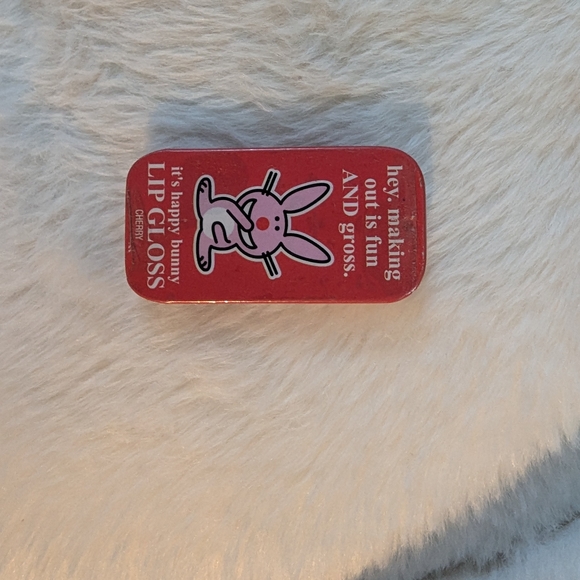 hey, making
out is fun
AND gross.
it's happy bunny
LIP GLOSS
CHERRY